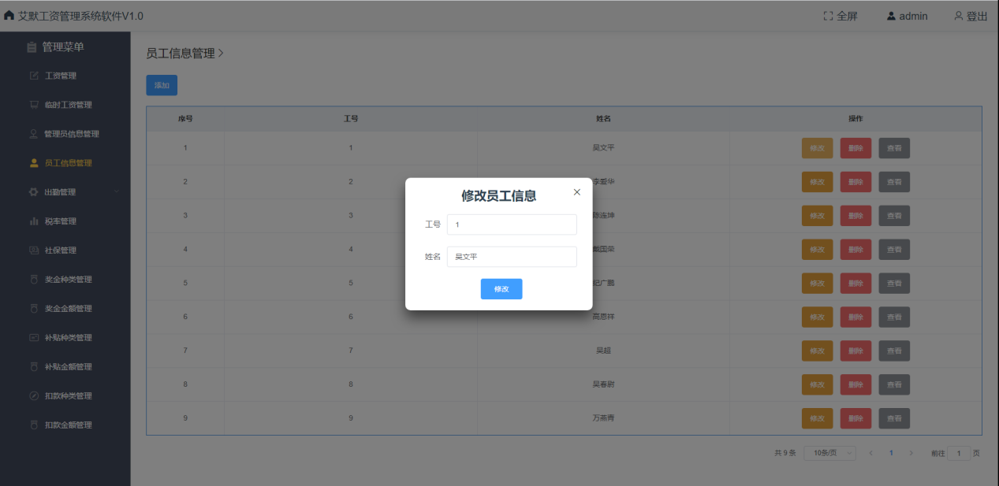 艾默工资管理系统软件V1.0
全屏 admin 登出
管理菜单
工资管理
临时工资管理
管理员信息管理
员工信息管理
出勤管理
税率管理
社保管理
奖金种类管理
奖金金额管理
补贴种类管理
补贴金额管理
扣款种类管理
扣款金额管理
员工信息管理
添加
序号 工号 姓名 操作
1 1 吴文平 修改 删除 查看
2 2 李爱华 修改 删除 查看
3 3 陈连坤 修改 删除 查看
4 4 戴国荣 修改 删除 查看
5 5 纪广鹏 修改 删除 查看
6 6 高恩祥 修改 删除 查看
7 7 吴超 修改 删除 查看
8 8 吴春尉 修改 删除 查看
9 9 万燕青 修改 删除 查看
共 9 条 10条/页 1 前往 1 页
修改员工信息
工号 1
姓名 吴文平
修改